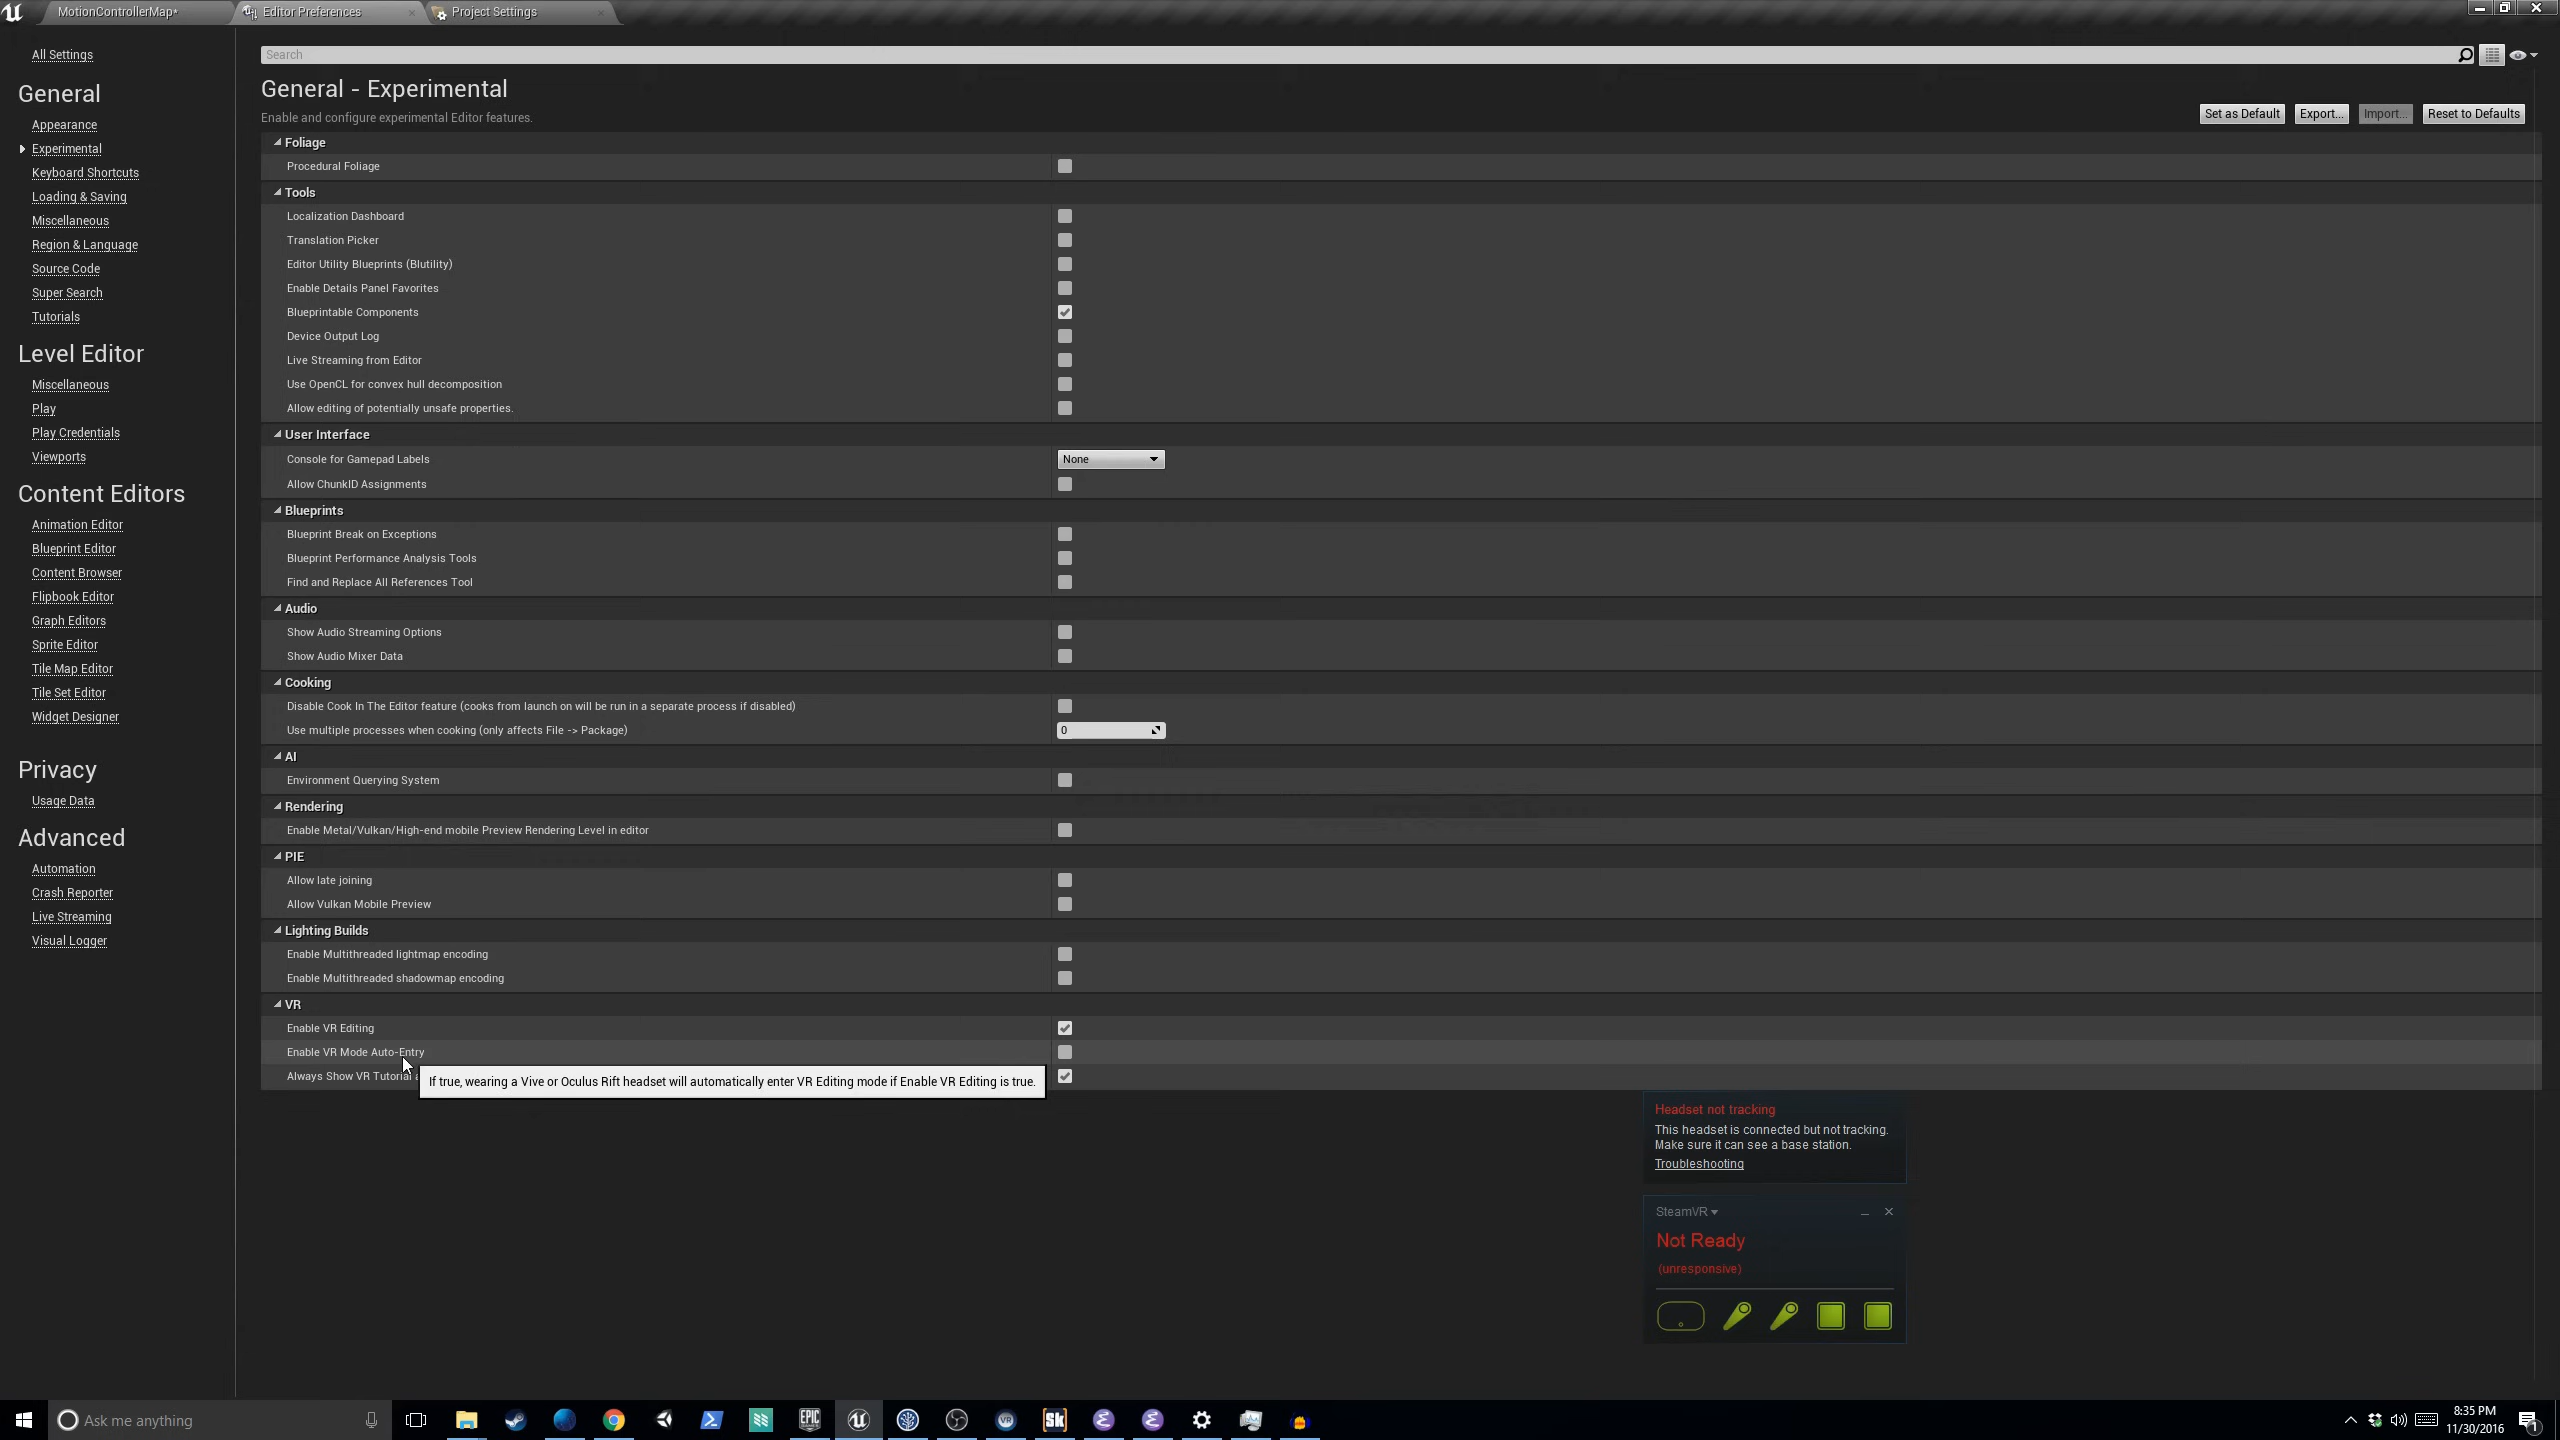 MotionControllerMap*
Editor Preferences
Project Settings
All Settings
General
Appearance
Experimental
Keyboard Shortcuts
Loading & Saving
Miscellaneous
Region & Language
Source Code
Super Search
Tutorials
Level Editor
Miscellaneous
Play
Play Credentials
Viewports
Content Editors
Animation Editor
Blueprint Editor
Content Browser
Flipbook Editor
Graph Editors
Sprite Editor
Tile Map Editor
Tile Set Editor
Widget Designer
Privacy
Usage Data
Advanced
Automation
Crash Reporter
Live Streaming
Visual Logger
Search
General - Experimental
Enable and configure experimental Editor features.
Set as Default
Export...
Import...
Reset to Defaults
Foliage
Procedural Foliage
Tools
Localization Dashboard
Translation Picker
Editor Utility Blueprints (Blutility)
Enable Details Panel Favorites
Blueprintable Components
Device Output Log
Live Streaming from Editor
Use OpenCL for convex hull decomposition
Allow editing of potentially unsafe properties.
User Interface
Console for Gamepad Labels
None
Allow ChunkID Assignments
Blueprints
Blueprint Break on Exceptions
Blueprint Performance Analysis Tools
Find and Replace All References Tool
Audio
Show Audio Streaming Options
Show Audio Mixer Data
Cooking
Disable Cook In The Editor feature (cooks from launch on will be run in a separate process if disabled)
Use multiple processes when cooking (only affects File -> Package)
0
AI
Environment Querying System
Rendering
Enable Metal/Vulkan/High-end mobile Preview Rendering Level in editor
PIE
Allow late joining
Allow Vulkan Mobile Preview
Lighting Builds
Enable Multithreaded lightmap encoding
Enable Multithreaded shadowmap encoding
VR
Enable VR Editing
Enable VR Mode Auto-Entry
Always Show VR Tutorial
If true, wearing a Vive or Oculus Rift headset will automatically enter VR Editing mode if Enable VR Editing is true.
Headset not tracking
This headset is connected but not tracking.
Make sure it can see a base station.
Troubleshooting
SteamVR
Not Ready
(unresponsive)
Ask me anything
EPIC
VR
sk
8:35 PM
11/30/2016
1